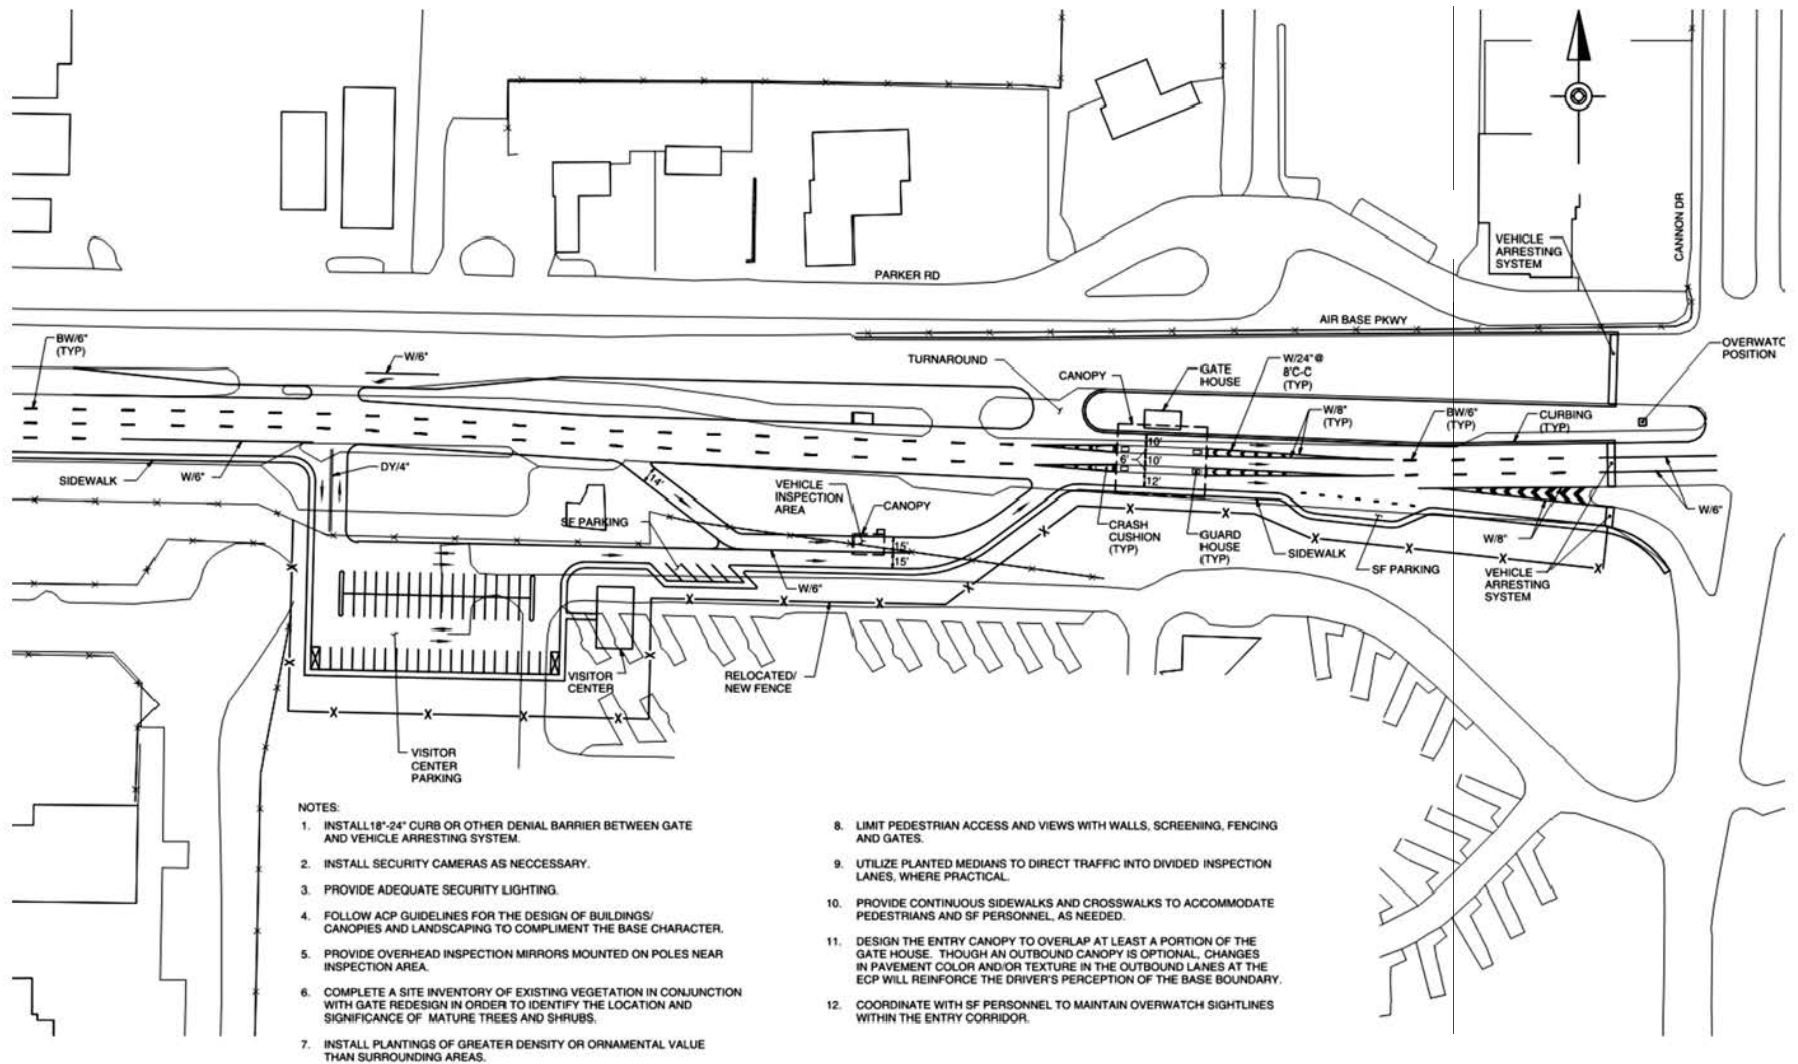 VEHICLE
ARRESTING
SYSTEM
CANNON DR
PARKER RD
AIR BASE PKWY
BW/6"
(TYP)
W/6"
TURNAROUND
CANOPY
GATE
HOUSE
W/24" @
8'C-C
(TYP)
W/8"
(TYP)
BW/6"
(TYP)
CURBING
(TYP)
OVERWATC
POSITION
SIDEWALK
W/6"
DY/4"
14'
VEHICLE
INSPECTION
AREA
CANOPY
SF PARKING
15'
15'
10'
6'
10'
12'
CRASH
CUSHION
(TYP)
GUARD
HOUSE
(TYP)
SIDEWALK
SF PARKING
W/8"
W/6"
VEHICLE
ARRESTING
SYSTEM
W/6"
VISITOR
CENTER
RELOCATED/
NEW FENCE
VISITOR
CENTER
PARKING
NOTES:
1. INSTALL18"-24" CURB OR OTHER DENIAL BARRIER BETWEEN GATE
AND VEHICLE ARRESTING SYSTEM.
2. INSTALL SECURITY CAMERAS AS NECCESSARY.
3. PROVIDE ADEQUATE SECURITY LIGHTING.
4. FOLLOW ACP GUIDELINES FOR THE DESIGN OF BUILDINGS/
CANOPIES AND LANDSCAPING TO COMPLIMENT THE BASE CHARACTER.
5. PROVIDE OVERHEAD INSPECTION MIRRORS MOUNTED ON POLES NEAR
INSPECTION AREA.
6. COMPLETE A SITE INVENTORY OF EXISTING VEGETATION IN CONJUNCTION
WITH GATE REDESIGN IN ORDER TO IDENTIFY THE LOCATION AND
SIGNIFICANCE OF MATURE TREES AND SHRUBS.
7. INSTALL PLANTINGS OF GREATER DENSITY OR ORNAMENTAL VALUE
THAN SURROUNDING AREAS.
8. LIMIT PEDESTRIAN ACCESS AND VIEWS WITH WALLS, SCREENING, FENCING
AND GATES.
9. UTILIZE PLANTED MEDIANS TO DIRECT TRAFFIC INTO DIVIDED INSPECTION
LANES, WHERE PRACTICAL.
10. PROVIDE CONTINUOUS SIDEWALKS AND CROSSWALKS TO ACCOMMODATE
PEDESTRIANS AND SF PERSONNEL, AS NEEDED.
11. DESIGN THE ENTRY CANOPY TO OVERLAP AT LEAST A PORTION OF THE
GATE HOUSE. THOUGH AN OUTBOUND CANOPY IS OPTIONAL, CHANGES
IN PAVEMENT COLOR AND/OR TEXTURE IN THE OUTBOUND LANES AT THE
ECP WILL REINFORCE THE DRIVER'S PERCEPTION OF THE BASE BOUNDARY.
12. COORDINATE WITH SF PERSONNEL TO MAINTAIN OVERWATCH SIGHTLINES
WITHIN THE ENTRY CORRIDOR.